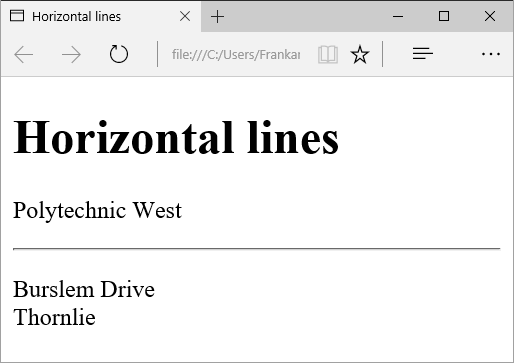 Horizontal lines
file:///C:/Users/Frankar
Horizontal lines
Polytechnic West
Burslem Drive
Thornlie